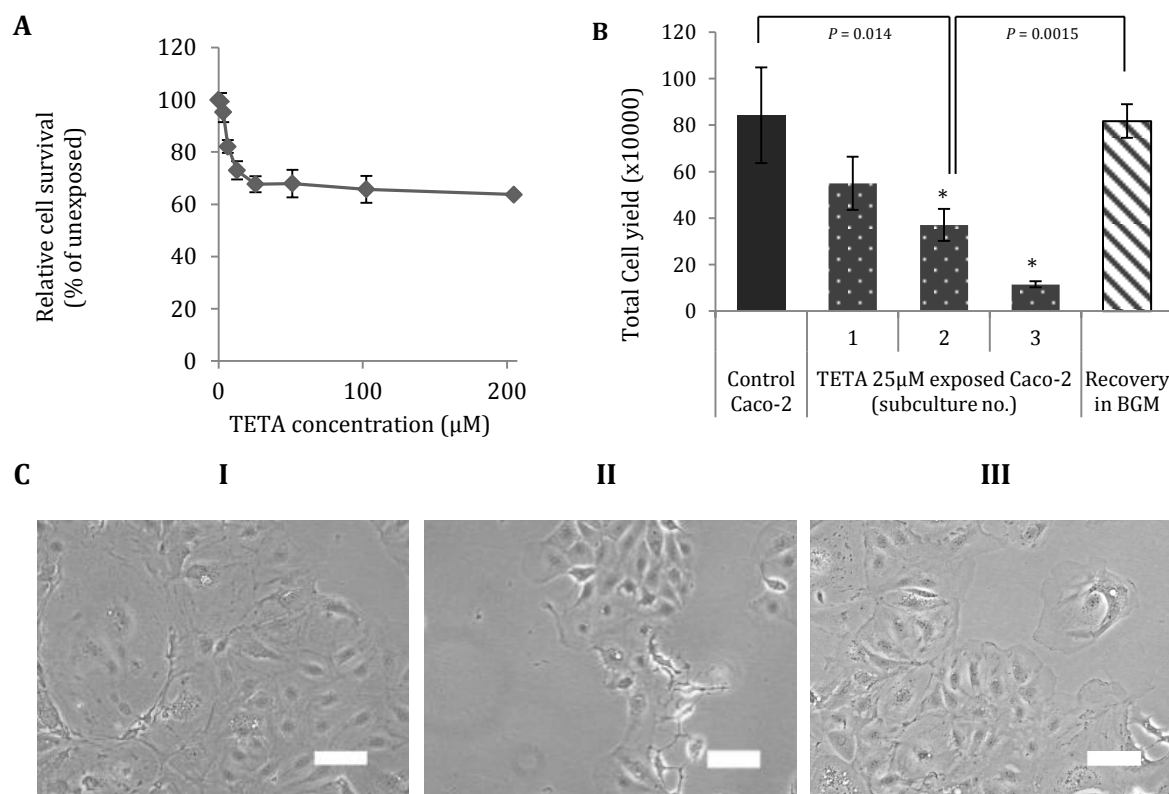 A
Relative cell survival
(% of unexposed)
100
80
60
40
20
0
0
100
200
TETA concentration (µM)
B
Total Cell yield (x10000)
120
100
80
60
40
20
0
P = 0.014
P = 0.0015
*
*
1
2
3
Control
Caco-2
TETA 25µM exposed Caco-2
(subculture no.)
Recovery
in BGM
C
I
II
III